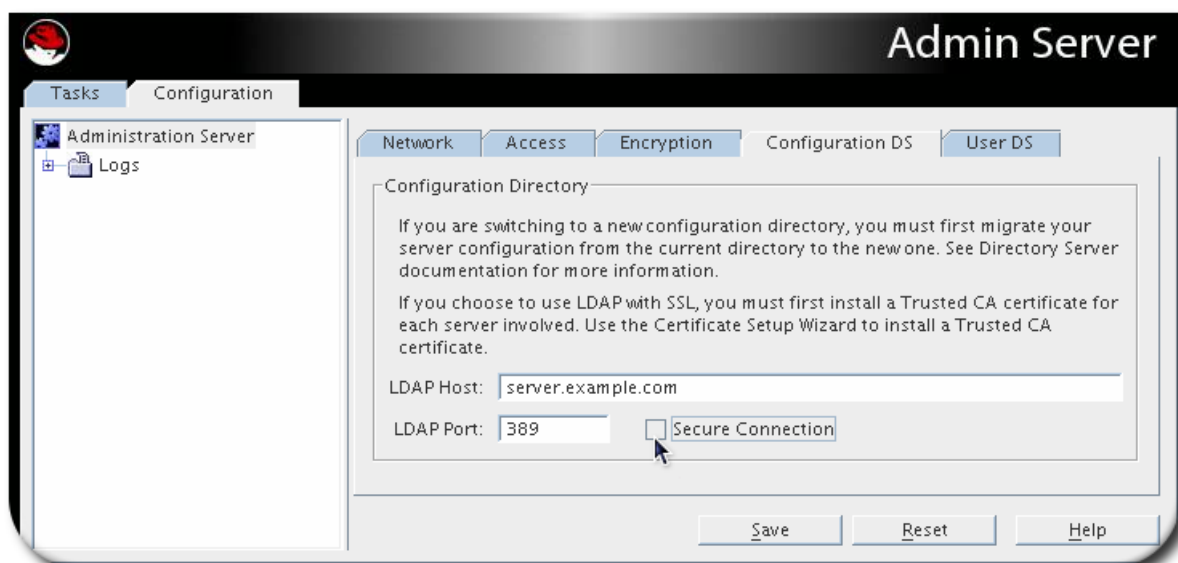 Admin Server
Tasks
Configuration
Administration Server
Logs
Network
Access
Encryption
Configuration DS
User DS
Configuration Directory
If you are switching to a new configuration directory, you must first migrate your
server configuration from the current directory to the new one. See Directory Server
documentation for more information.
If you choose to use LDAP with SSL, you must first install a Trusted CA certificate for
each server involved. Use the Certificate Setup Wizard to install a Trusted CA
certificate.
LDAP Host: server.example.com
LDAP Port: 389 Secure Connection
Save
Reset
Help